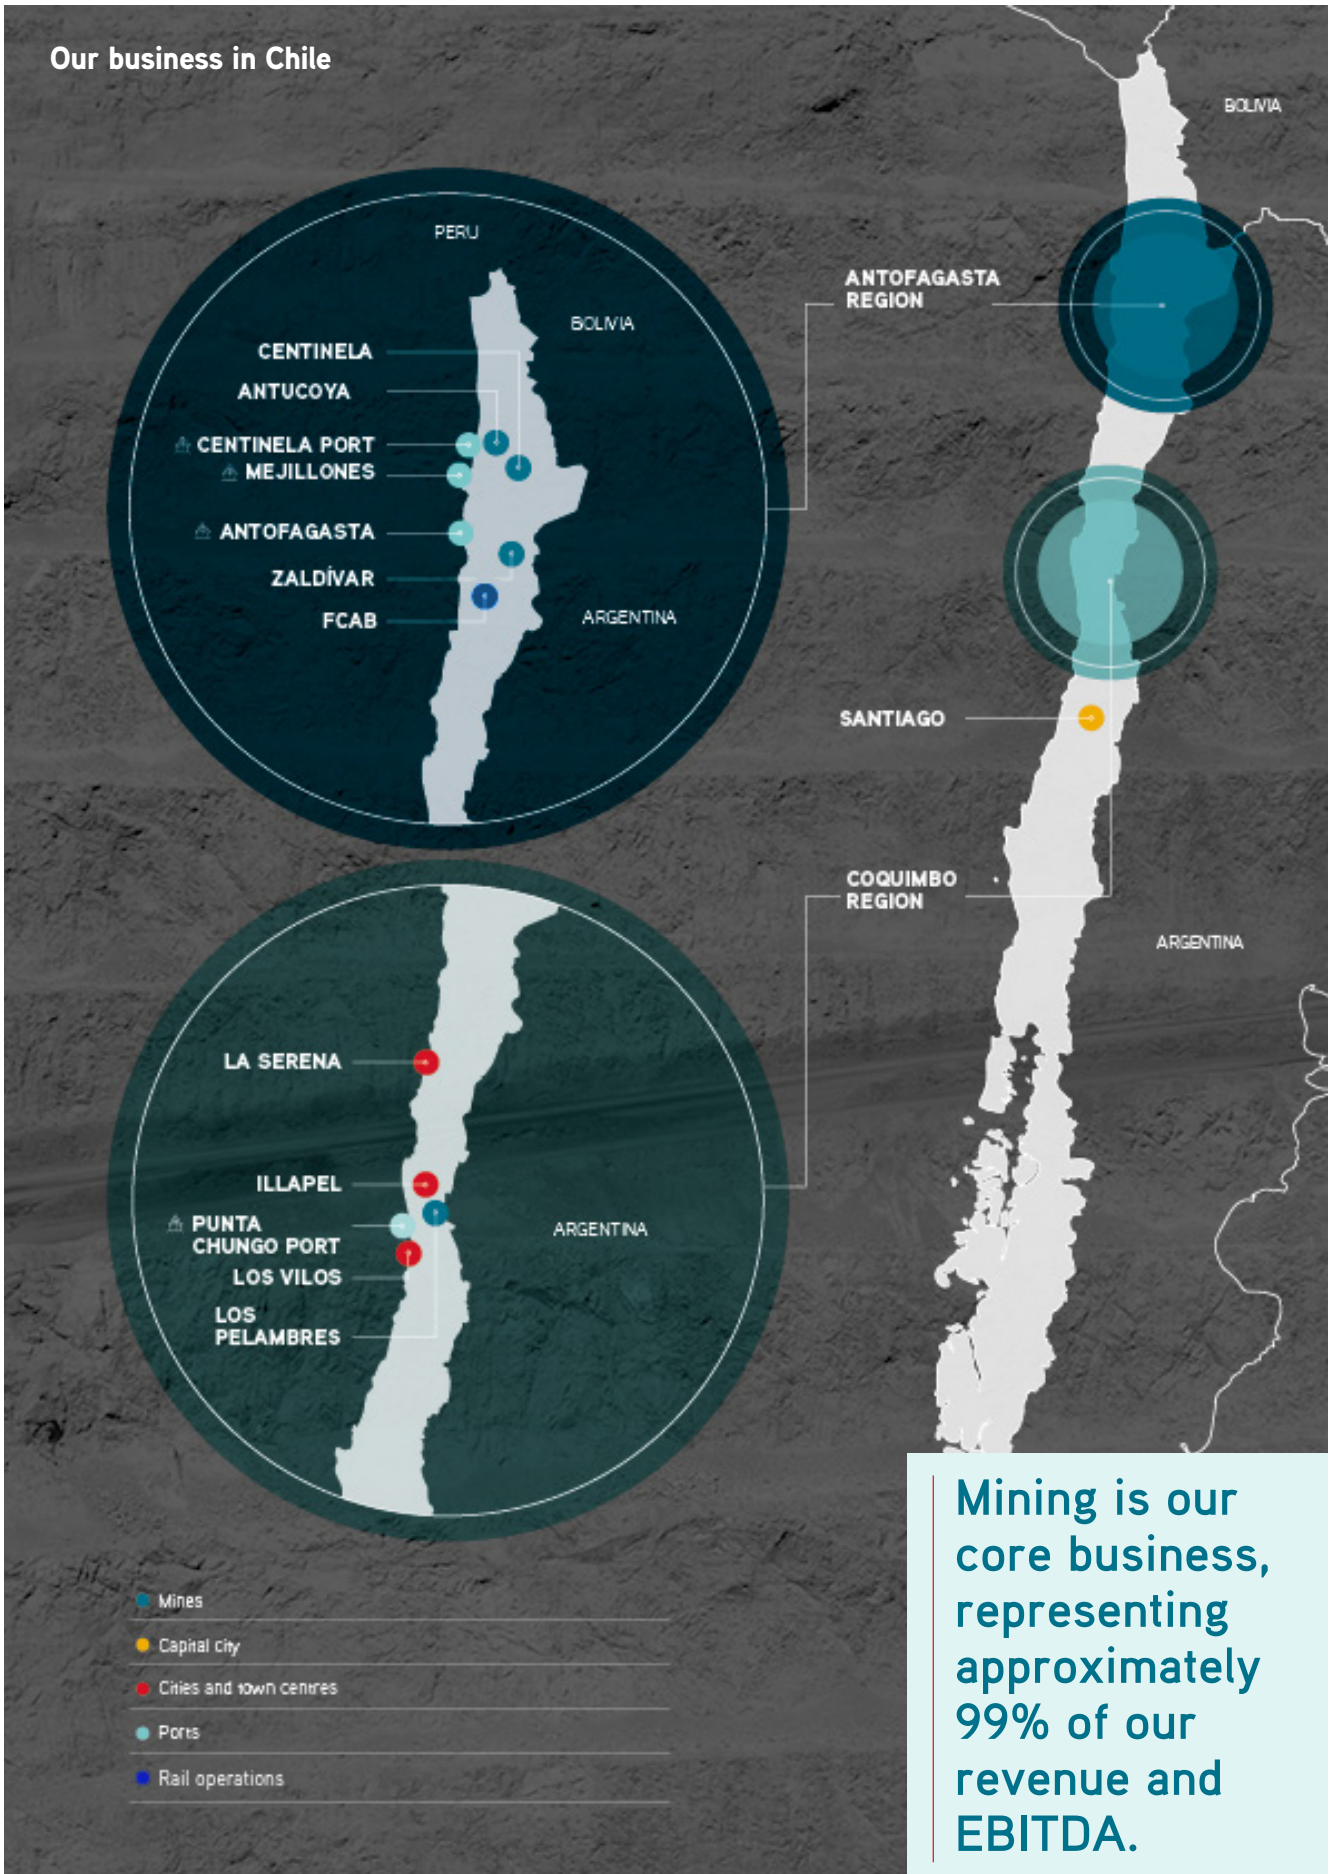 Our business in Chile
BOLIVIA
PERU
BOLIVIA
CENTINELA
ANTUCOYA
CENTINELA PORT
MEJILLONES
ANTOFAGASTA
ZALDÍVAR
FCAB
ARGENTINA
ANTOFAGASTA
REGION
SANTIAGO
COQUIMBO
REGION
ARGENTINA
LA SERENA
ILLAPEL
PUNTA
CHUNGO PORT
LOS VILOS
LOS
PELAMBRES
ARGENTINA
Mines
Capital city
Cities and town centres
Ports
Rail operations
Mining is our
core business,
representing
approximately
99% of our
revenue and
EBITDA.